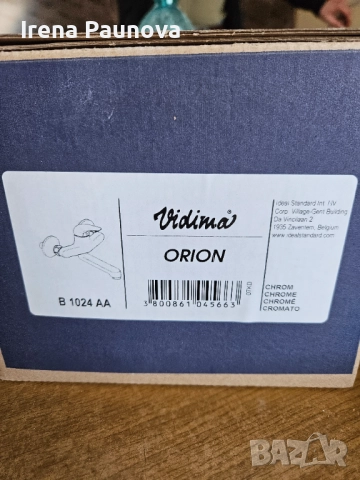 Irena Paunova
Vidima®
ORION
Ideal Standard Int. NV
Corp. Village-Gent Building
Da Vincilaan 2
1935 Zaventem, Belgium
www.idealstandard.com
B 1024 AA
3 800861 045663
CHROM
CHROME
CHROMÉ
CROMATO
BAZAR